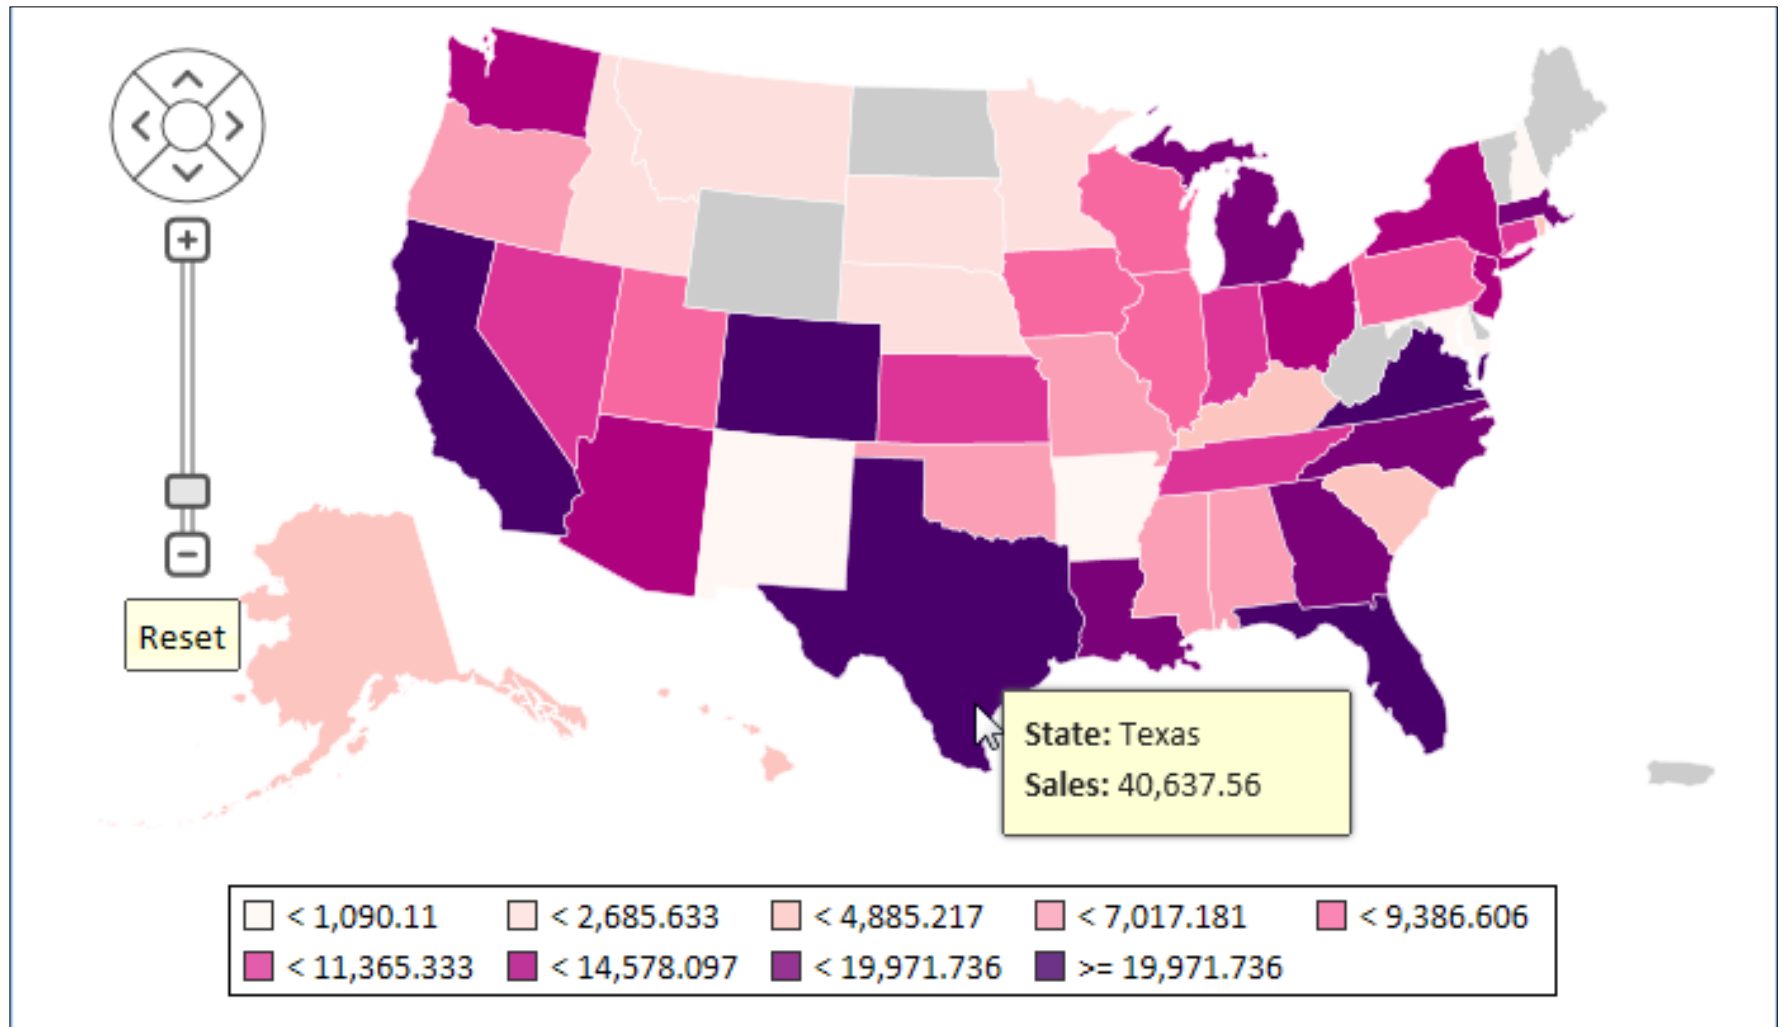 Reset
State: Texas
Sales: 40,637.56
< 1,090.11 < 2,685.633 < 4,885.217 < 7,017.181 < 9,386.606
< 11,365.333 < 14,578.097 < 19,971.736 >= 19,971.736